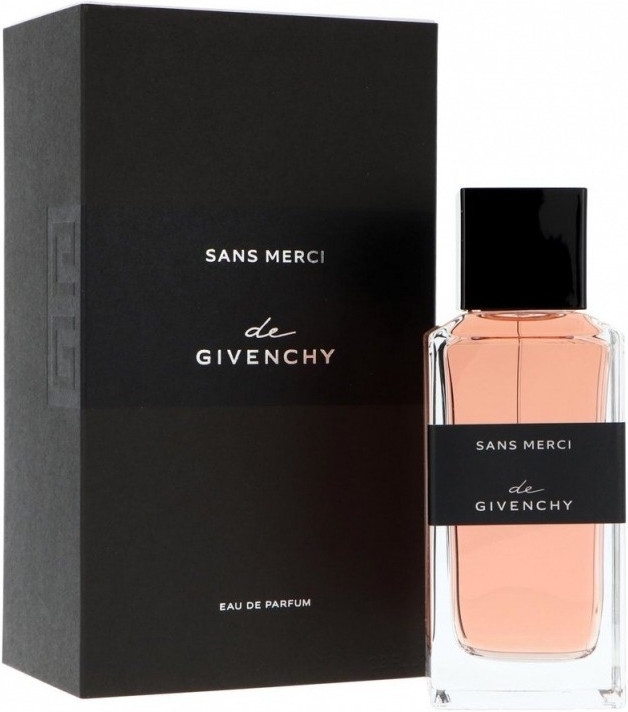 SANS MERCI
de
GIVENCHY
EAU DE PARFUM
SANS MERCI
de
GIVENCHY